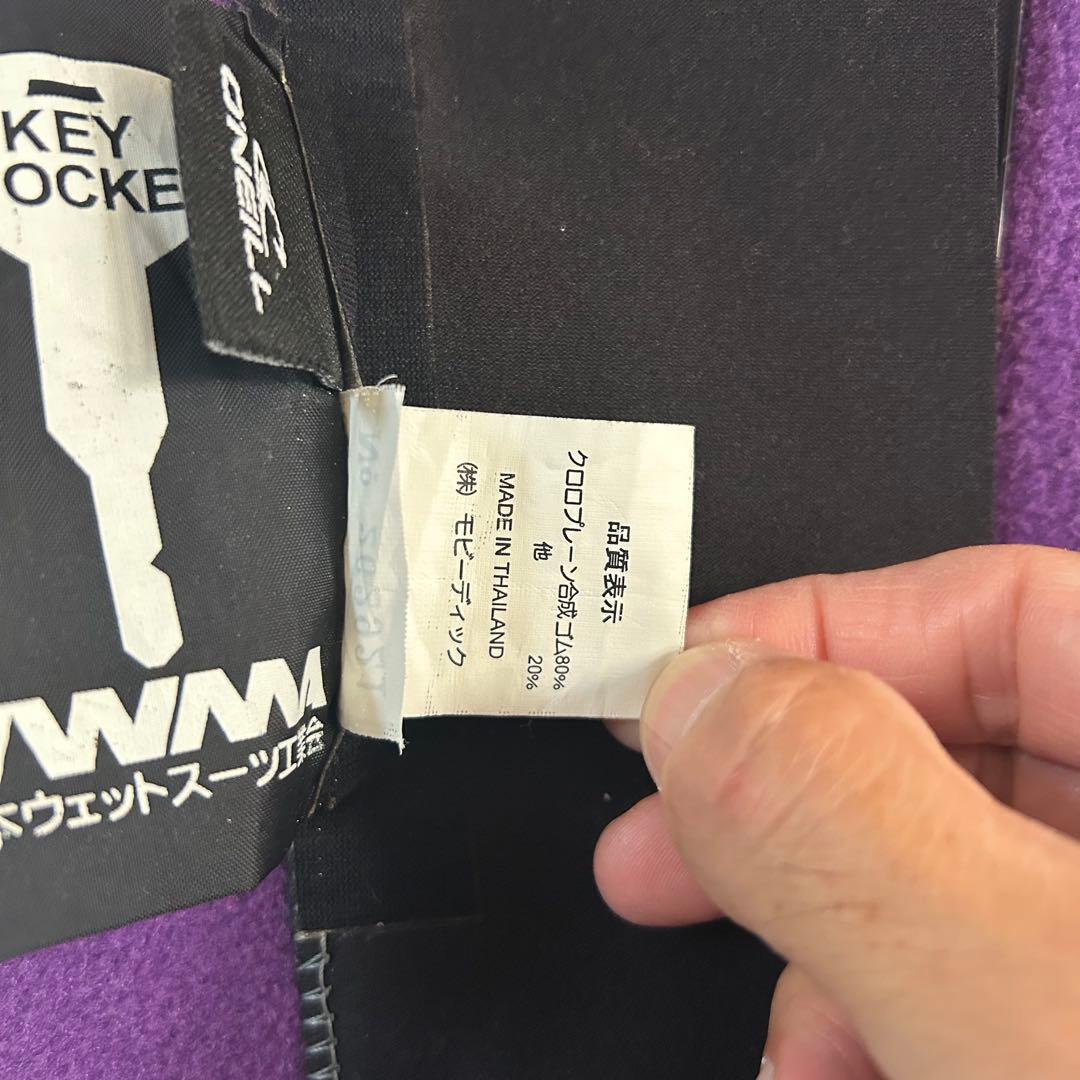 KEY
OCKE
O'NEILL
品質表示
クロロプレーン合成ゴム80%
他 20%
MADE IN THAILAND
(株) モビーディック
ウェットスーツ工業